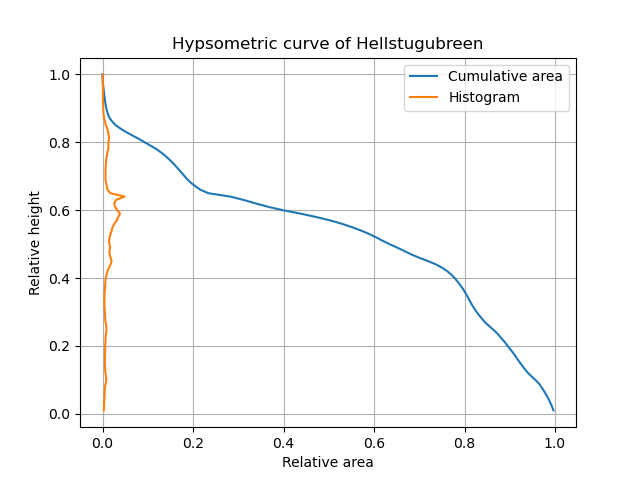 Hypsometric curve of Hellstugubreen
Cumulative area
Histogram
Relative height
1.0
0.8
0.6
0.4
0.2
0.0
0.0 0.2 0.4 0.6 0.8 1.0
Relative area